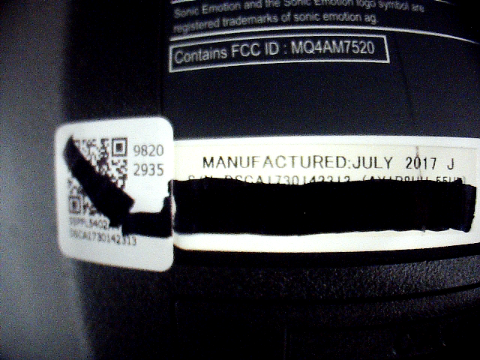 Sonic Emotion and the Sonic Emotion logo symbol are
registered trademarks of sonic emotion ag.
Contains FCC ID : MQ4AM7520
9820
2935
MANUFACTURED:JULY 2017 J
DSCA1730142313